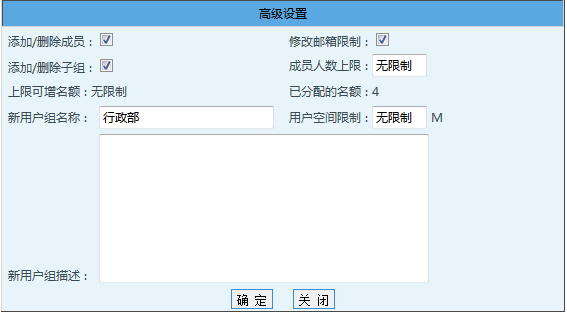 高级设置
添加/删除成员： 修改邮箱限制：
添加/删除子组： 成员人数上限：无限制
上限可增名额：无限制 已分配的名额：4
新用户组名称： 行政部 用户空间限制：无限制 M
新用户组描述：
确 定 关 闭